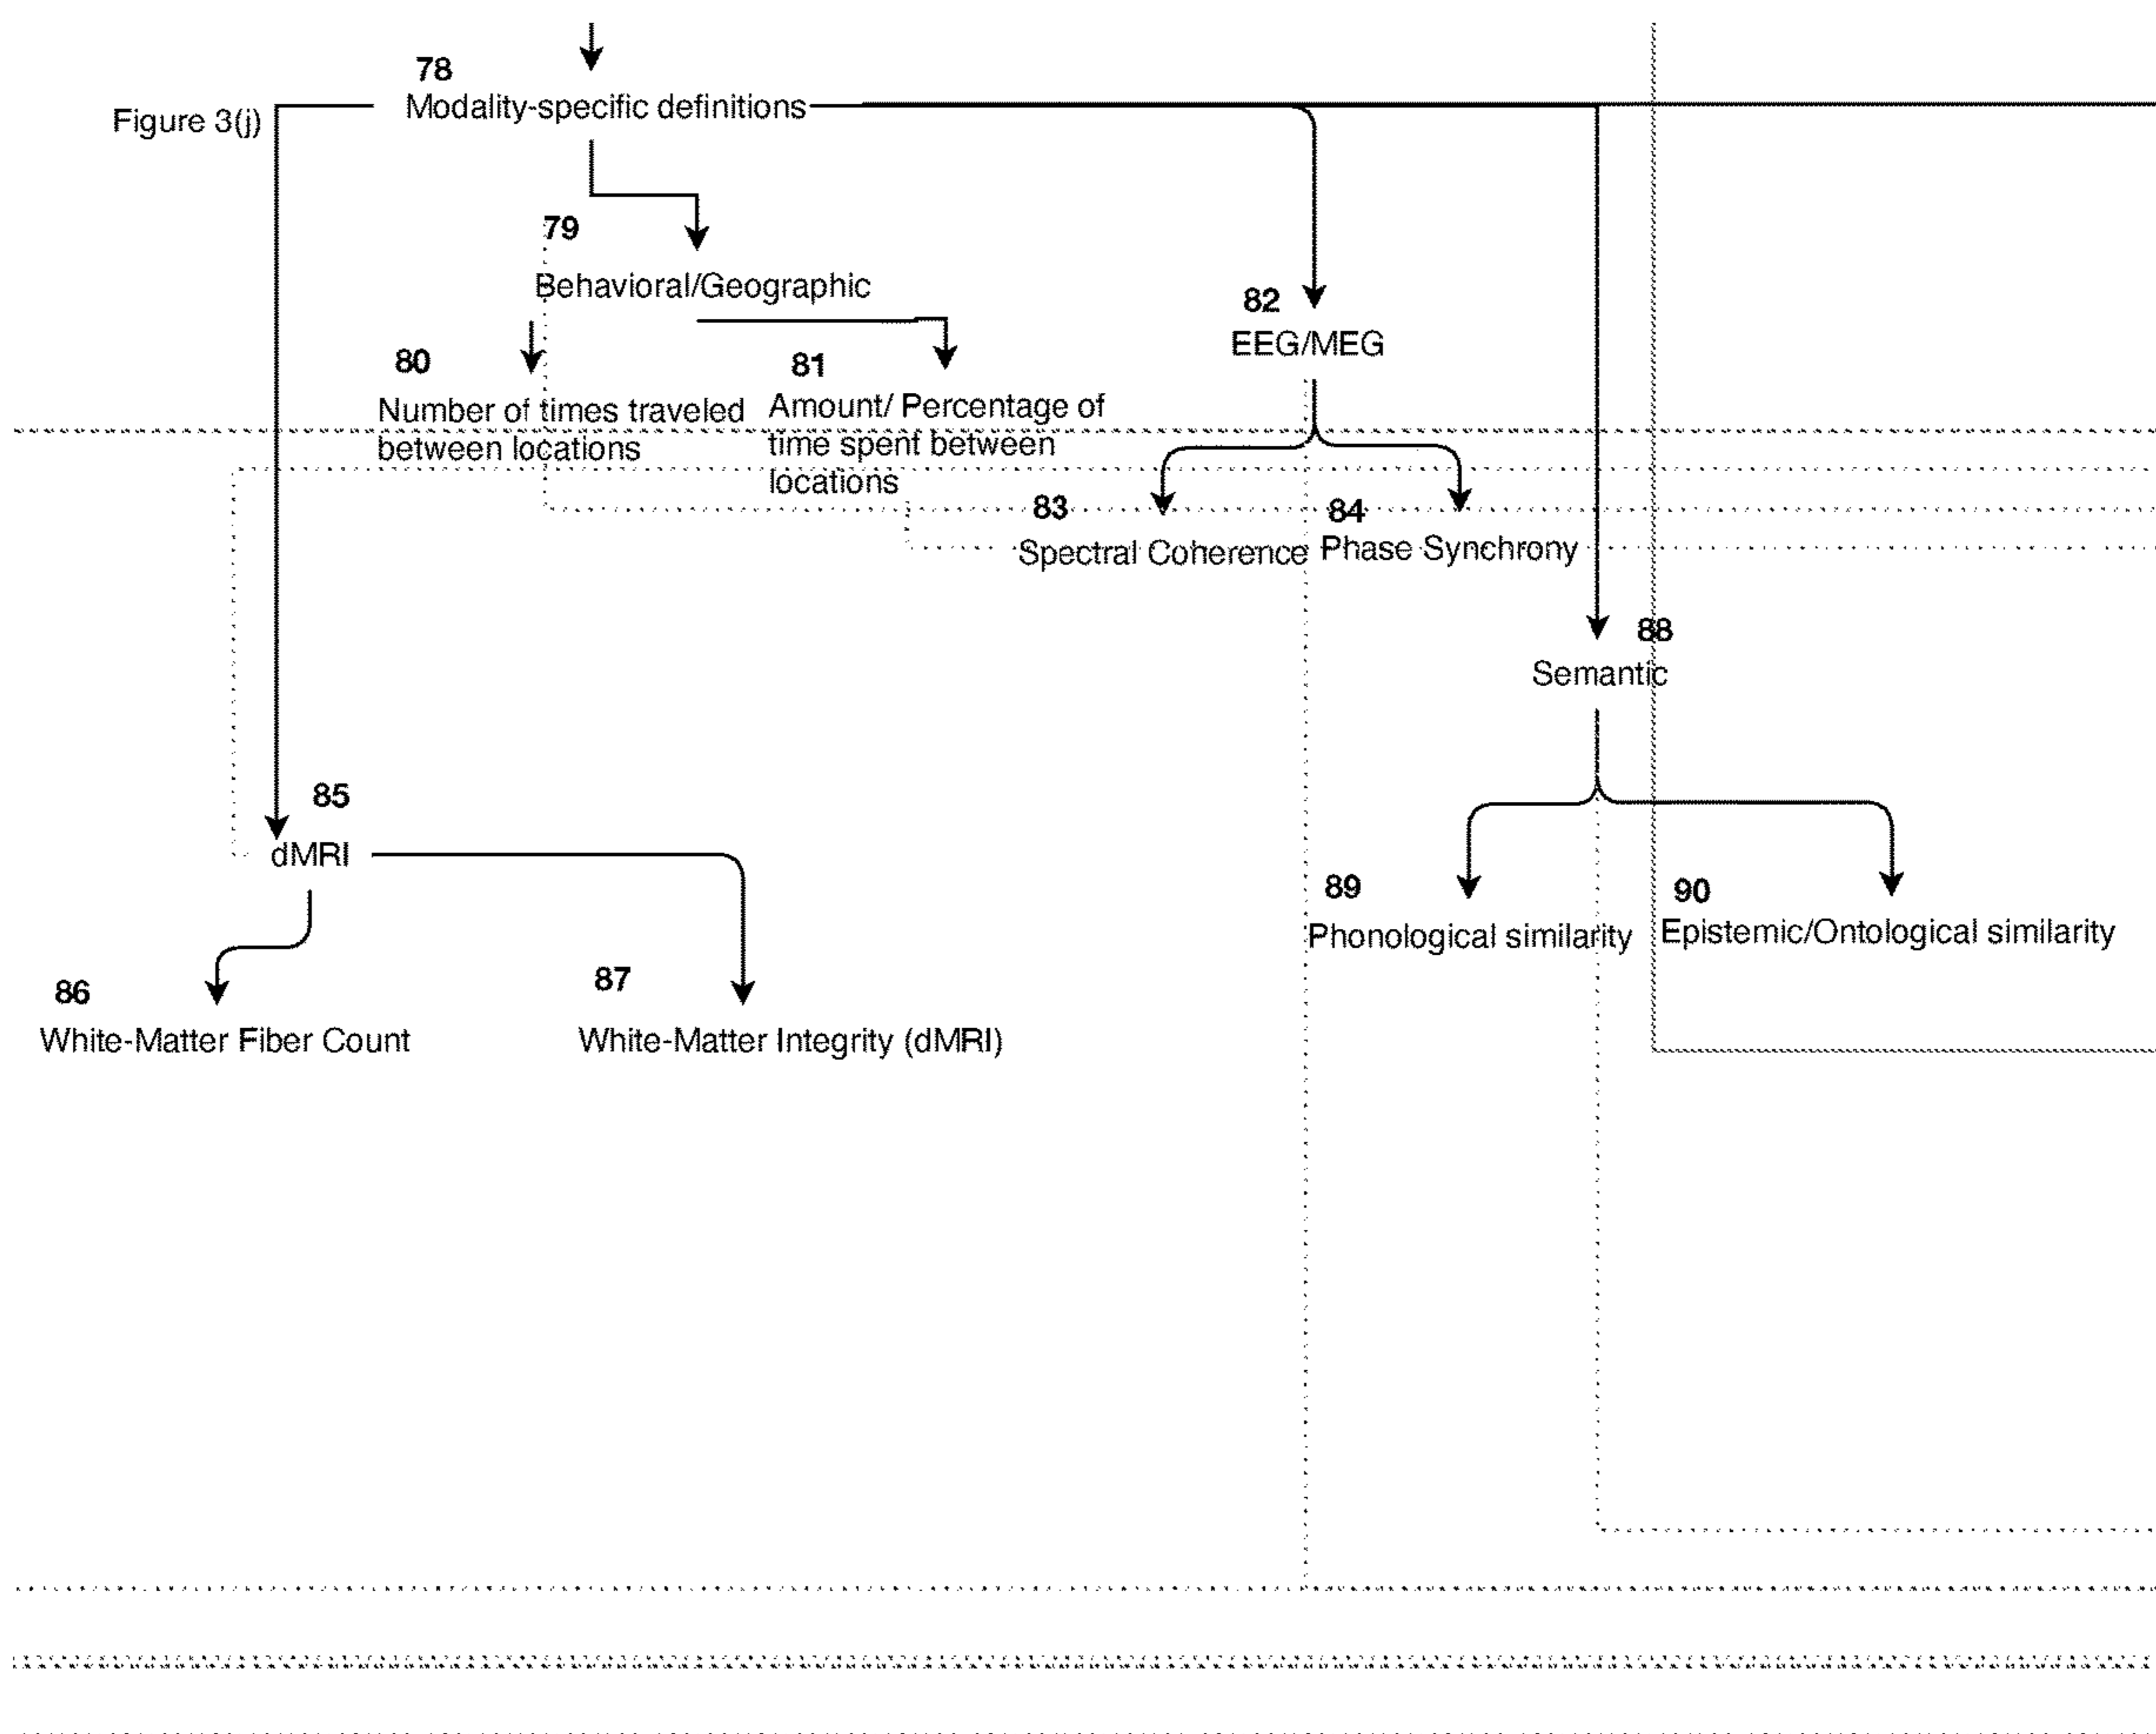 78
Figure 3(j)
Modality-specific definitions
79
Behavioral/Geographic
82
EEG/MEG
80
Number of times traveled
between locations
81
Amount/ Percentage of
time spent between
locations
83
Spectral Coherence
84
Phase Synchrony
88
Semantic
85
dMRI
89
Phonological similarity
90
Epistemic/Ontological similarity
86
White-Matter Fiber Count
87
White-Matter Integrity (dMRI)